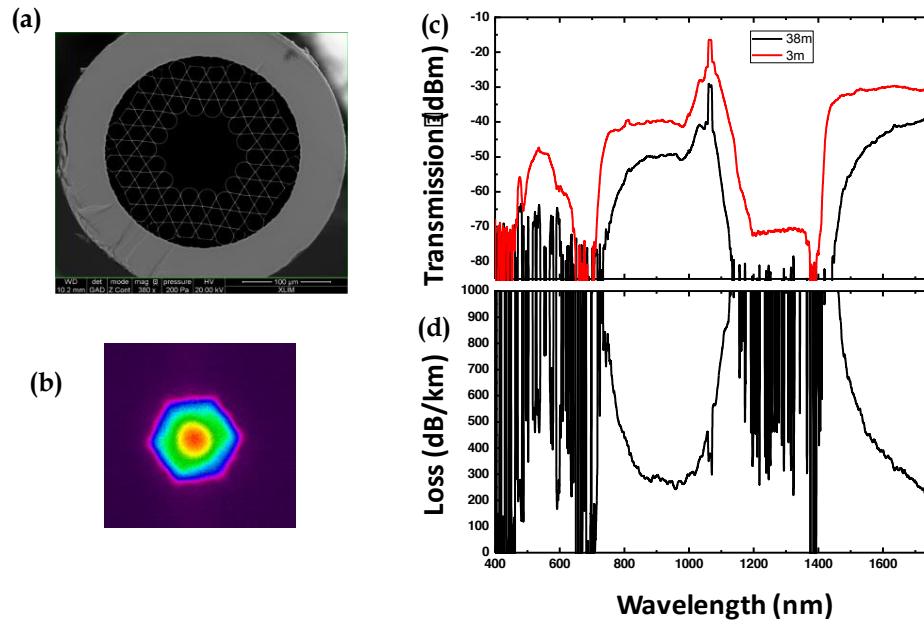 (a)
WD det mode mag ⊡ pressure HV
10.2 mm GAD Z Cont 380 x 200 Pa 20.00 kV
100 µm
XLIM
(b)
(c)
Transmission (dBm)
-10
-20
-30
-40
-50
-60
-70
-80
38m
3m
(d)
Loss (dB/km)
1000
900
800
700
600
500
400
300
200
100
0
400 600 800 1000 1200 1400 1600
Wavelength (nm)